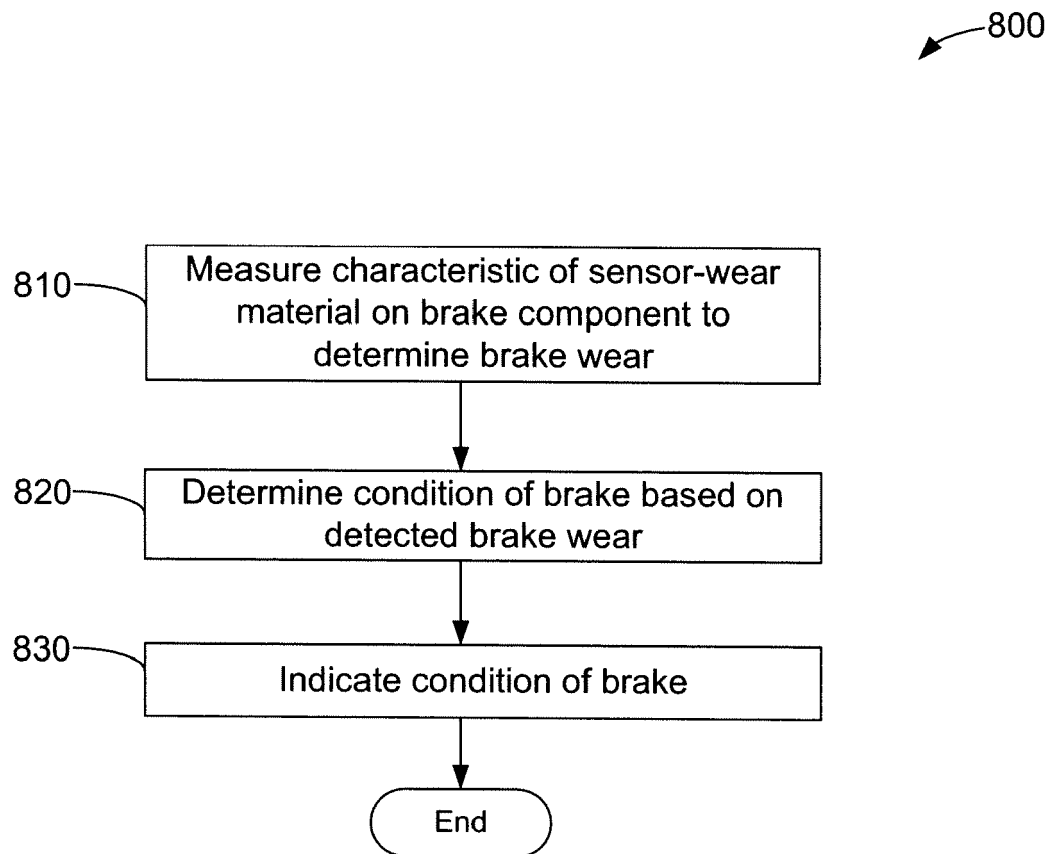 800
810
Measure characteristic of sensor-wear
material on brake component to
determine brake wear
820
Determine condition of brake based on
detected brake wear
830
Indicate condition of brake
End